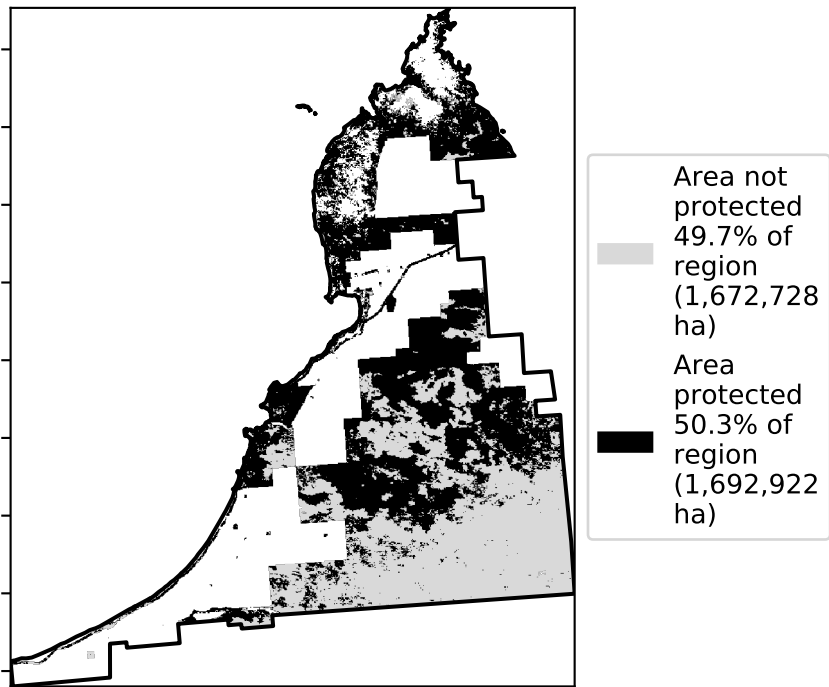 Area not
protected
49.7% of
region
(1,672,728
ha)
Area
protected
50.3% of
region
(1,692,922
ha)